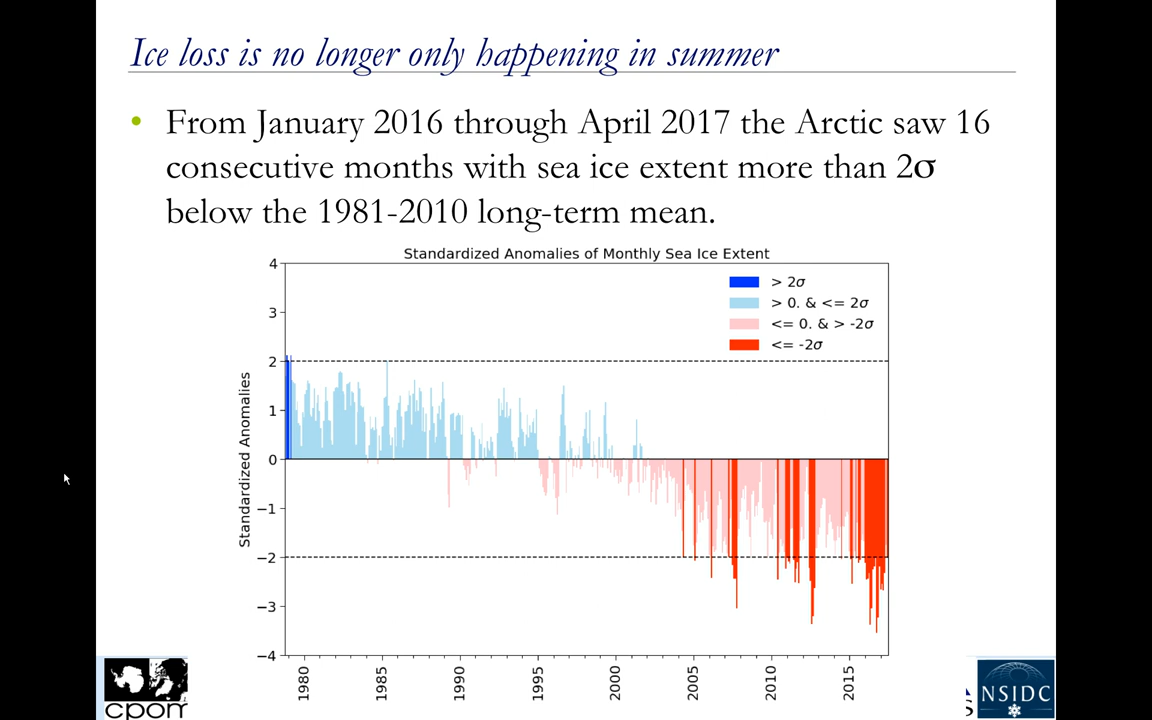 Ice loss is no longer only happening in summer
• From January 2016 through April 2017 the Arctic saw 16
consecutive months with sea ice extent more than 2σ
below the 1981-2010 long-term mean.
Standardized Anomalies of Monthly Sea Ice Extent
> 2σ
> 0. & <= 2σ
<= 0. & > -2σ
<= -2σ
Standardized Anomalies
4
3
2
1
0
−1
−2
−3
−4
1980
1985
1990
1995
2000
2005
2010
2015
cpom
S
NSIDC